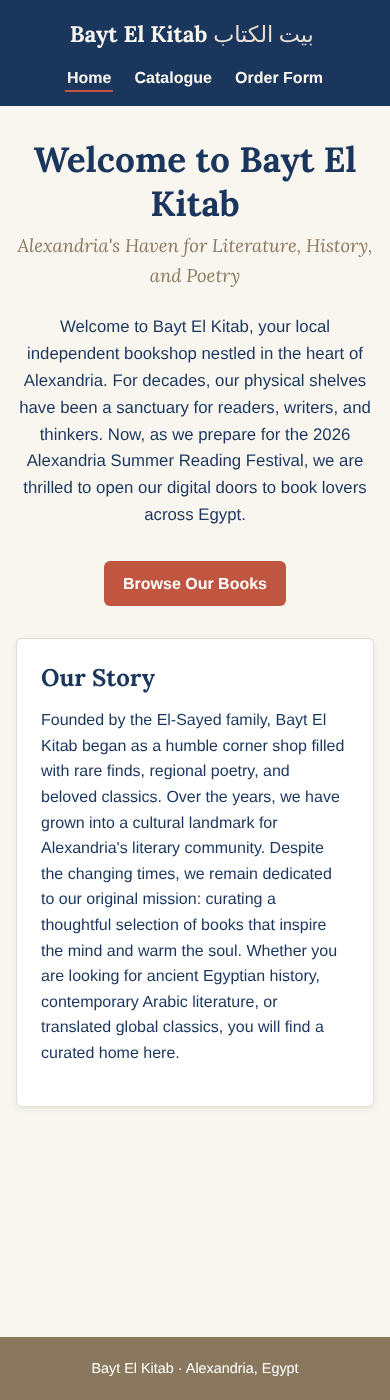 Bayt El Kitab بيت الكتاب
Home Catalogue Order Form
Welcome to Bayt El
Kitab
Alexandria's Haven for Literature, History,
and Poetry
Welcome to Bayt El Kitab, your local
independent bookshop nestled in the heart of
Alexandria. For decades, our physical shelves
have been a sanctuary for readers, writers, and
thinkers. Now, as we prepare for the 2026
Alexandria Summer Reading Festival, we are
thrilled to open our digital doors to book lovers
across Egypt.
Browse Our Books
Our Story
Founded by the El-Sayed family, Bayt El
Kitab began as a humble corner shop filled
with rare finds, regional poetry, and
beloved classics. Over the years, we have
grown into a cultural landmark for
Alexandria's literary community. Despite
the changing times, we remain dedicated
to our original mission: curating a
thoughtful selection of books that inspire
the mind and warm the soul. Whether you
are looking for ancient Egyptian history,
contemporary Arabic literature, or
translated global classics, you will find a
curated home here.
Bayt El Kitab · Alexandria, Egypt